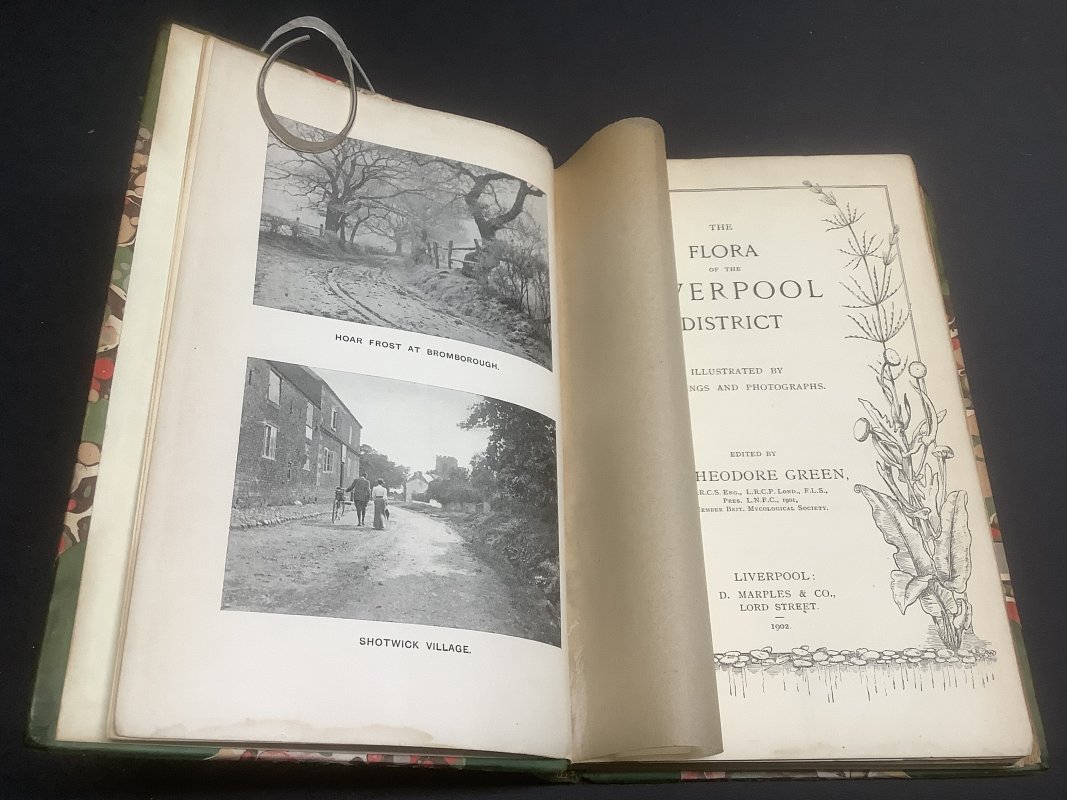 HOAR FROST AT BROMBOROUGH.
SHOTWICK VILLAGE.
THE
FLORA
OF THE
VERPOOL
DISTRICT
ILLUSTRATED BY
NGS AND PHOTOGRAPHS.
EDITED BY
HEODORE GREEN,
.R.C.S. ENG., L.R.C.P. LOND., F.L.S.,
PRES. L.N.F.C., 1901,
EMBER BRIT. MYCOLOGICAL SOCIETY.
LIVERPOOL:
D. MARPLES & CO.,
LORD STREET.
1902.